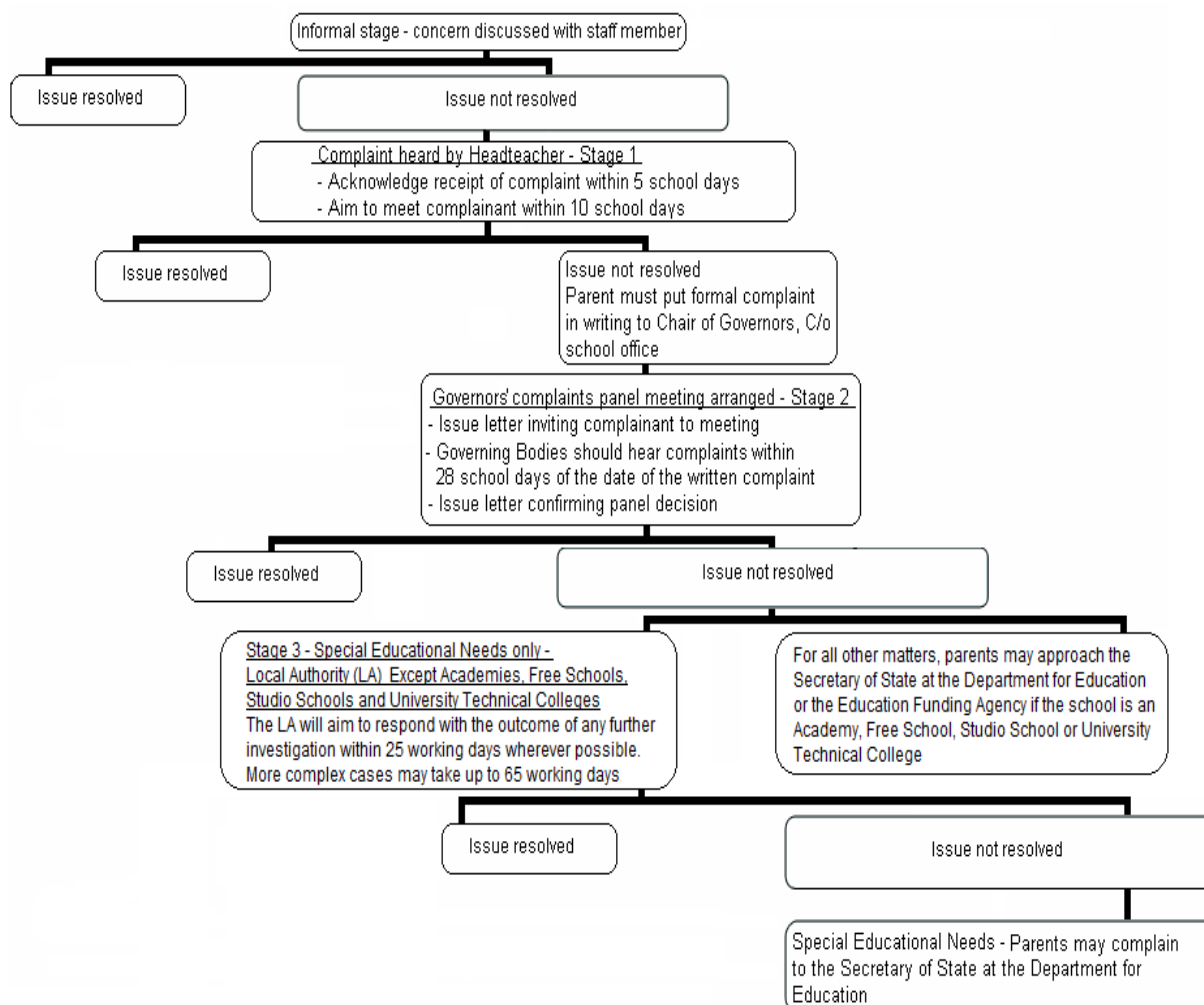 Informal stage - concern discussed with staff member
Issue resolved
Issue not resolved
Complaint heard by Headteacher - Stage 1
- Acknowledge receipt of complaint within 5 school days
- Aim to meet complainant within 10 school days
Issue resolved
Issue not resolved
Parent must put formal complaint
in writing to Chair of Governors, C/o
school office
Governors' complaints panel meeting arranged - Stage 2
- Issue letter inviting complainant to meeting
- Governing Bodies should hear complaints within
28 school days of the date of the written complaint
- Issue letter confirming panel decision
Issue resolved
Issue not resolved
Stage 3 - Special Educational Needs only -
Local Authority (LA) Except Academies, Free Schools,
Studio Schools and University Technical Colleges
The LA will aim to respond with the outcome of any further
investigation within 25 working days wherever possible.
More complex cases may take up to 65 working days
For all other matters, parents may approach the
Secretary of State at the Department for Education
or the Education Funding Agency if the school is an
Academy, Free School, Studio School or University
Technical College
Issue resolved
Issue not resolved
Special Educational Needs - Parents may complain
to the Secretary of State at the Department for
Education